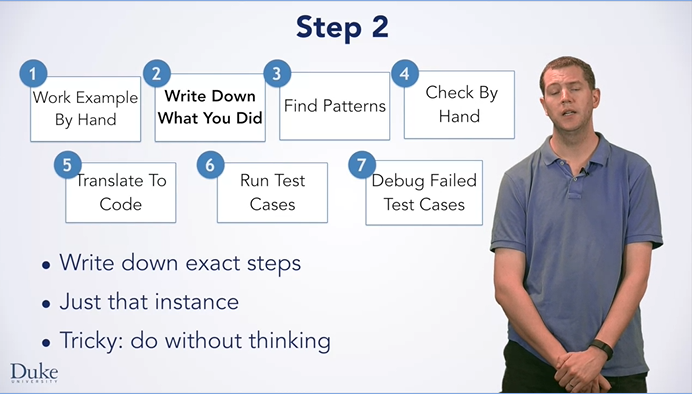 Step 2
1
Work Example
By Hand
2
Write Down
What You Did
3
Find Patterns
4
Check By
Hand
5
Translate To
Code
6
Run Test
Cases
7
Debug Failed
Test Cases
• Write down exact steps
• Just that instance
• Tricky: do without thinking
Duke
UNIVERSITY